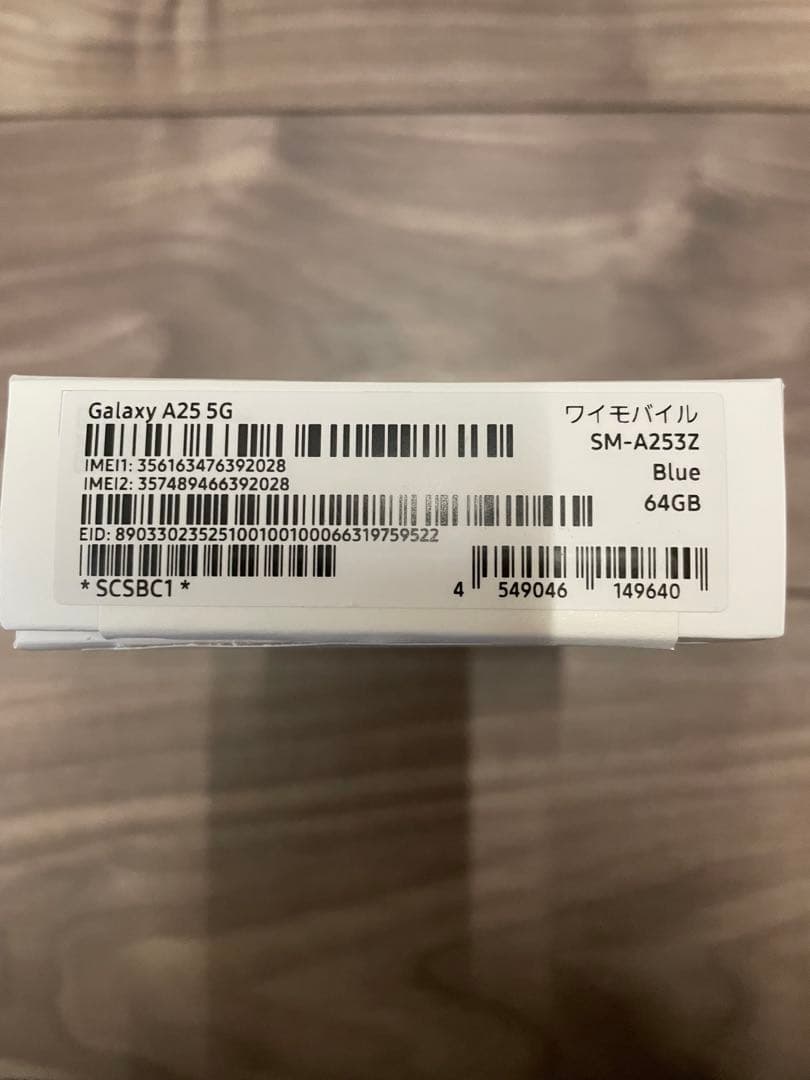 Galaxy A25 5G
ワイモバイル
SM-A253Z
Blue
64GB
IMEI1: 356163476392028
IMEI2: 357489466392028
EID: 89033023525100100100066319759522
* SCSBC1 *
4 549046 149640